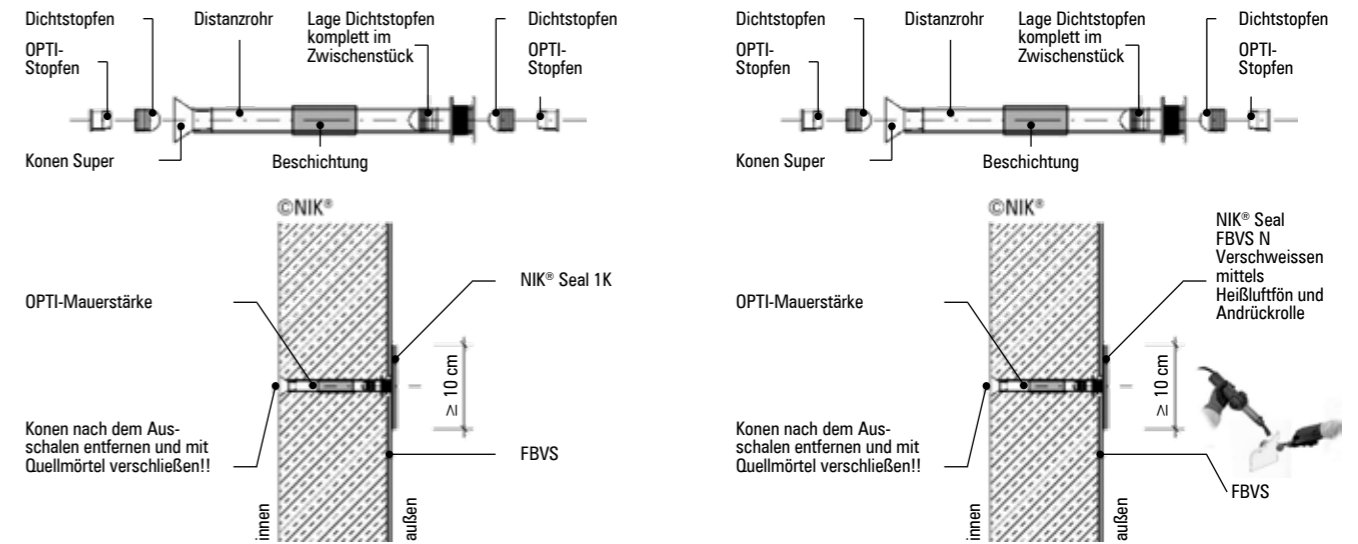 Dichtstopfen
Distanzrohr
Lage Dichtstopfen
komplett im
Zwischenstück
Dichtstopfen
OPTI-
Stopfen
OPTI-
Stopfen
Konen Super
Beschichtung
©NIK®
NIK® Seal 1K
OPTI-Mauerstärke
≥ 10 cm
Konen nach dem Aus-
schalen entfernen und mit
Quellmörtel verschließen!!
FBVS
innen
außen
Dichtstopfen
Distanzrohr
Lage Dichtstopfen
komplett im
Zwischenstück
Dichtstopfen
OPTI-
Stopfen
OPTI-
Stopfen
Konen Super
Beschichtung
©NIK®
NIK® Seal
FBVS N
Verschweissen
mittels
Heißluftfön und
Andrückrolle
OPTI-Mauerstärke
≥ 10 cm
Konen nach dem Aus-
schalen entfernen und mit
Quellmörtel verschließen!!
FBVS
innen
außen